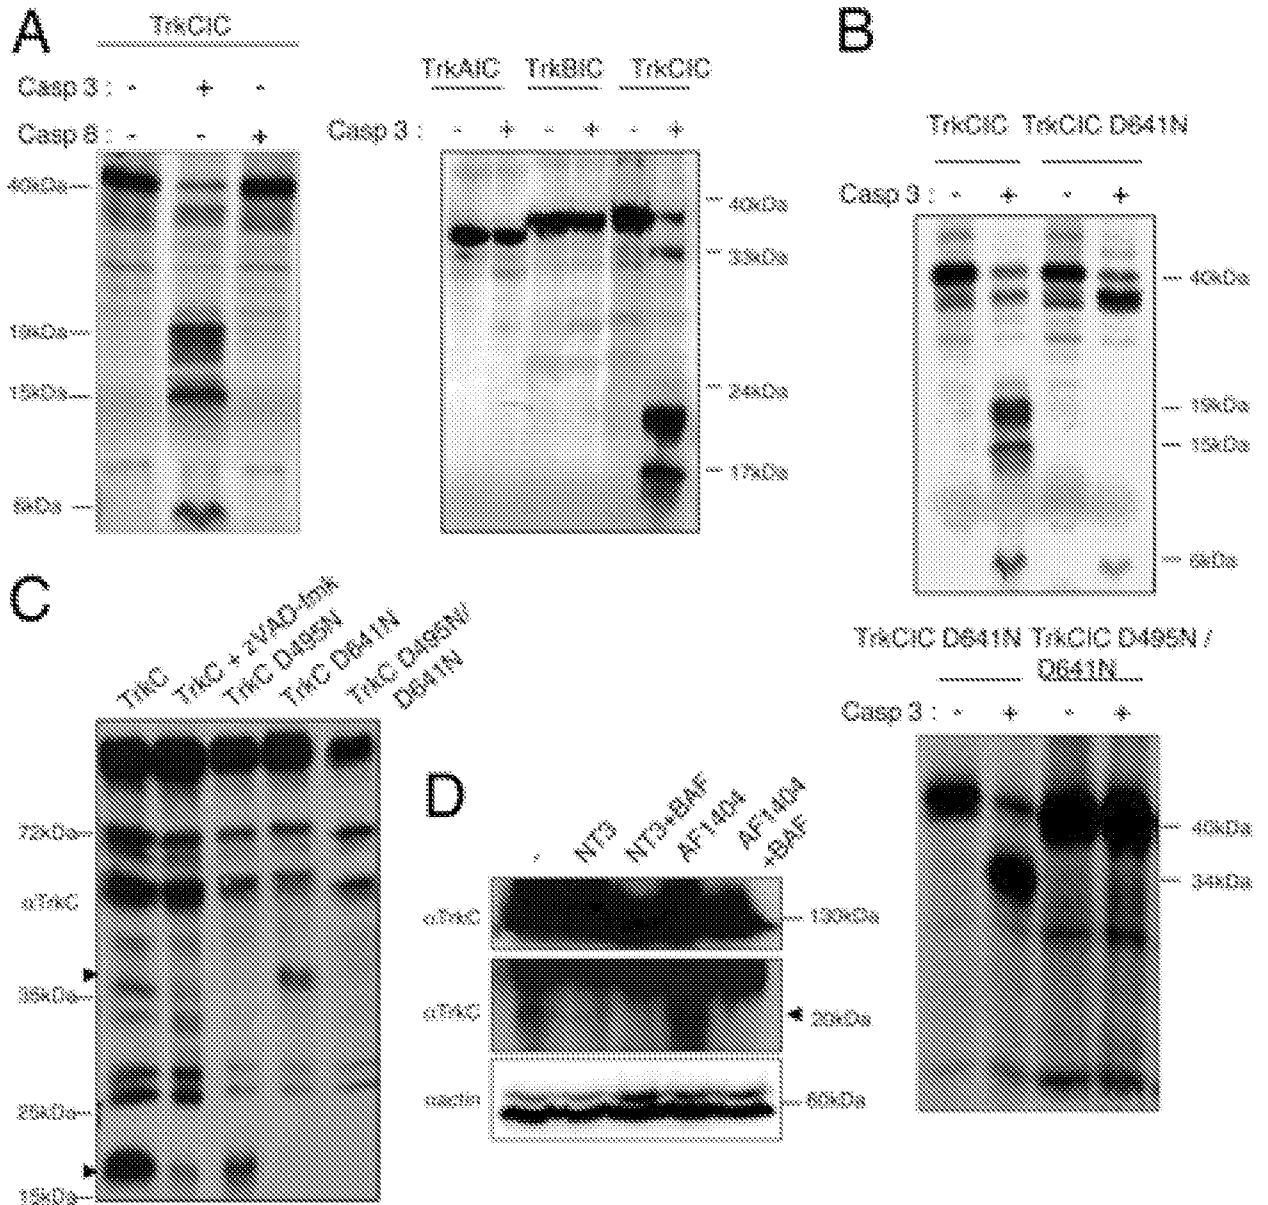 A
TrkCIC
Casp 3 : - + -
Casp 8 : - - +
40kDa
19kDa
15kDa
6kDa
TrkAIC TrkBIC TrkCIC
Casp 3 : - + - + - +
40kDa
33kDa
24kDa
17kDa
B
TrkCIC TrkCIC D641N
Casp 3 : - + - +
40kDa
19kDa
15kDa
6kDa
TrkCIC D641N TrkCIC D495N /
D641N
Casp 3 : - + - +
40kDa
34kDa
C
TrkC
TrkC + zVAD-fmk
TrkC D495N
TrkC D641N
TrkC D495N/
D641N
72kDa
αTrkC
35kDa
25kDa
15kDa
D
-
NT3
NT3+BAF
AF1404
AF1404
+BAF
αTrkC
130kDa
αTrkC
20kDa
αactin
60kDa